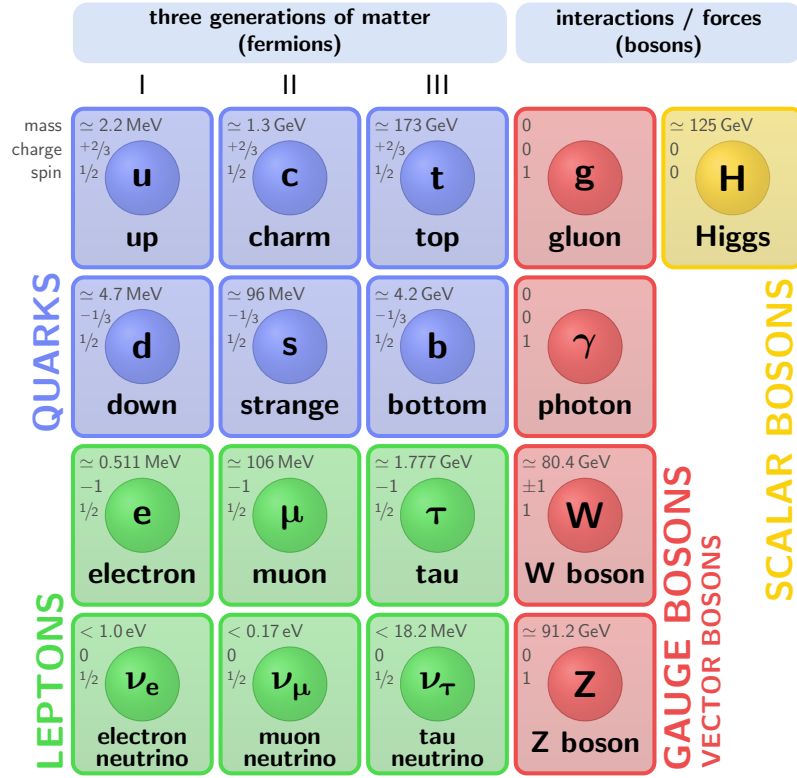 three generations of matter
(fermions)
interactions / forces
(bosons)
I
II
III
mass
charge
spin
≃ 2.2 MeV
+2/3
1/2
u
up
≃ 1.3 GeV
+2/3
1/2
c
charm
≃ 173 GeV
+2/3
1/2
t
top
0
0
1
g
gluon
≃ 125 GeV
0
0
H
Higgs
QUARKS
≃ 4.7 MeV
−1/3
1/2
d
down
≃ 96 MeV
−1/3
1/2
s
strange
≃ 4.2 GeV
−1/3
1/2
b
bottom
0
0
1
γ
photon
SCALAR BOSONS
LEPTONS
≃ 0.511 MeV
−1
1/2
e
electron
≃ 106 MeV
−1
1/2
μ
muon
≃ 1.777 GeV
−1
1/2
τ
tau
≃ 80.4 GeV
±1
1
W
W boson
GAUGE BOSONS
VECTOR BOSONS
< 1.0 eV
0
1/2
νe
electron
neutrino
< 0.17 eV
0
1/2
νμ
muon
neutrino
< 18.2 MeV
0
1/2
ντ
tau
neutrino
≃ 91.2 GeV
0
1
Z
Z boson